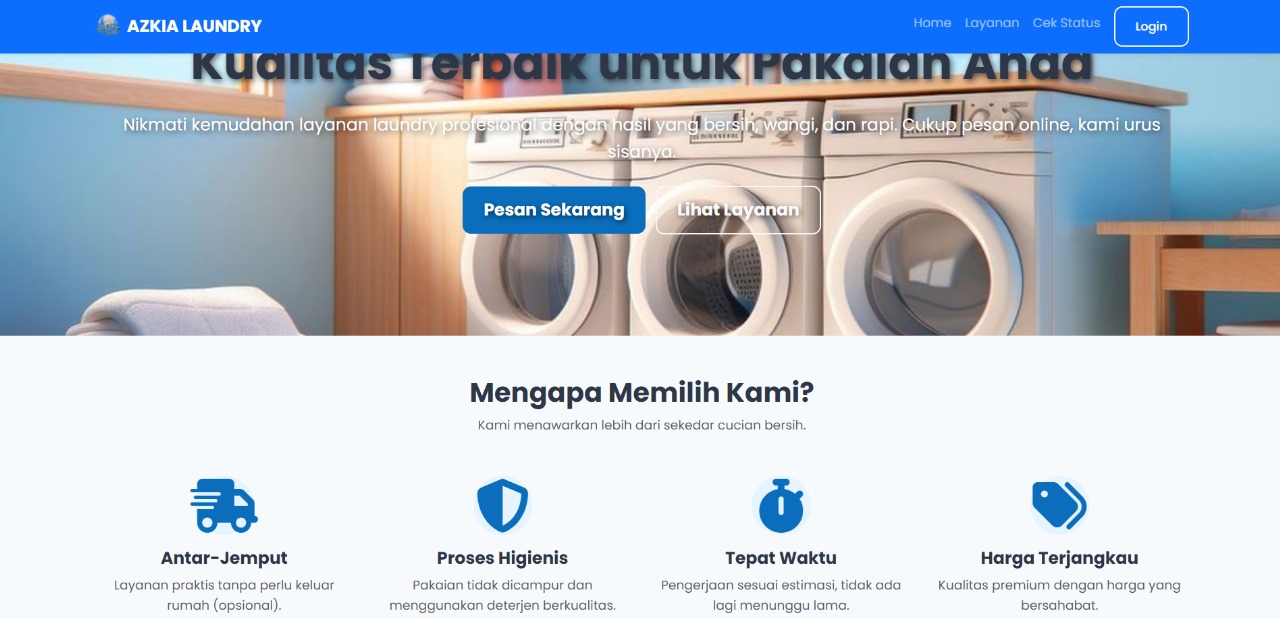 AZKIA LAUNDRY
Home Layanan Cek Status Login
Kualitas Terbaik untuk Pakaian Anda
Nikmati kemudahan layanan laundry profesional dengan hasil yang bersih, wangi, dan rapi. Cukup pesan online, kami urus
sisanya.
Pesan Sekarang Lihat Layanan
Mengapa Memilih Kami?
Kami menawarkan lebih dari sekedar cucian bersih.
Antar-Jemput
Layanan praktis tanpa perlu keluar
rumah (opsional).
Proses Higienis
Pakaian tidak dicampur dan
menggunakan deterjen berkualitas.
Tepat Waktu
Pengerjaan sesuai estimasi, tidak ada
lagi menunggu lama.
Harga Terjangkau
Kualitas premium dengan harga yang
bersahabat.